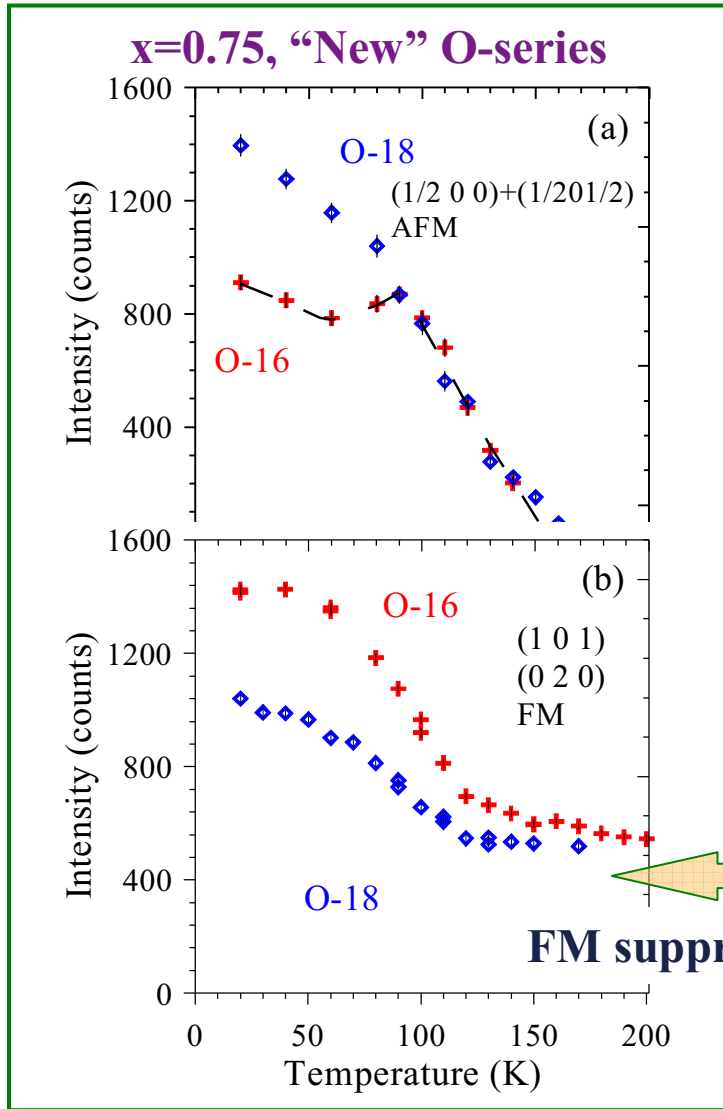 x=0.75, “New” O-series
1600
(a)
O-18
(1/2 0 0)+(1/201/2)
AFM
1200
800
O-16
400
Intensity (counts)
1600
(b)
O-16
(1 0 1)
(0 2 0)
FM
1200
800
400
O-18
FM suppr
0
Intensity (counts)
0 50 100 150 200
Temperature (K)